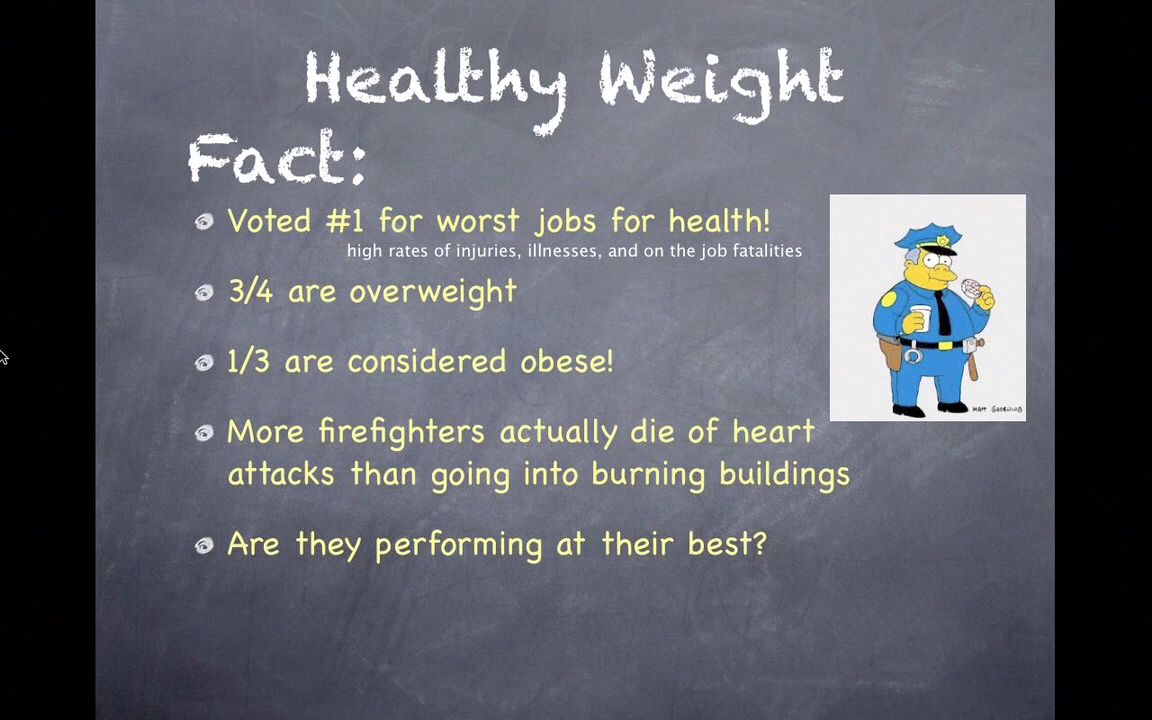 Healthy Weight
Fact:
Voted #1 for worst jobs for health!
high rates of injuries, illnesses, and on the job fatalities
3/4 are overweight
1/3 are considered obese!
More firefighters actually die of heart
attacks than going into burning buildings
Are they performing at their best?
MATT GROENING